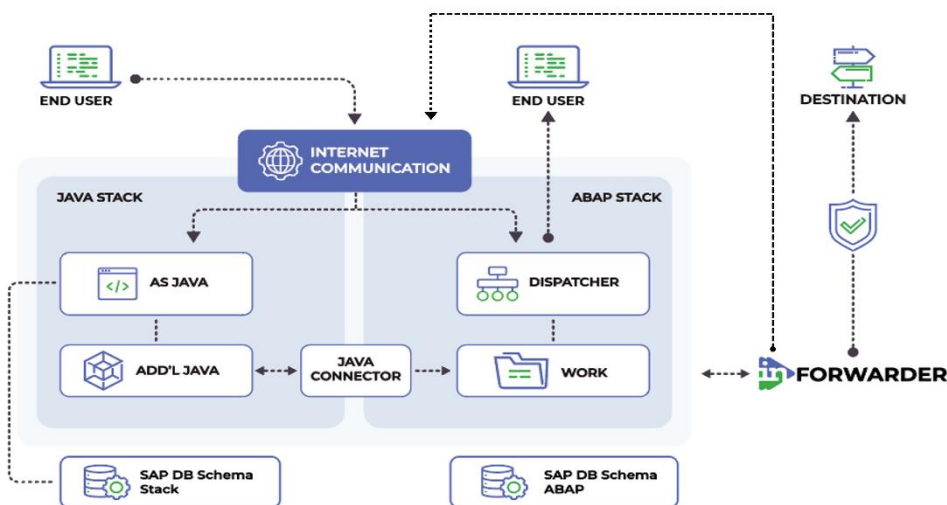 END USER
END USER
DESTINATION
INTERNET
COMMUNICATION
JAVA STACK
ABAP STACK
</>
AS JAVA
DISPATCHER
ADD'L JAVA
JAVA
CONNECTOR
WORK
FORWARDER
SAP DB Schema
Stack
SAP DB Schema
ABAP